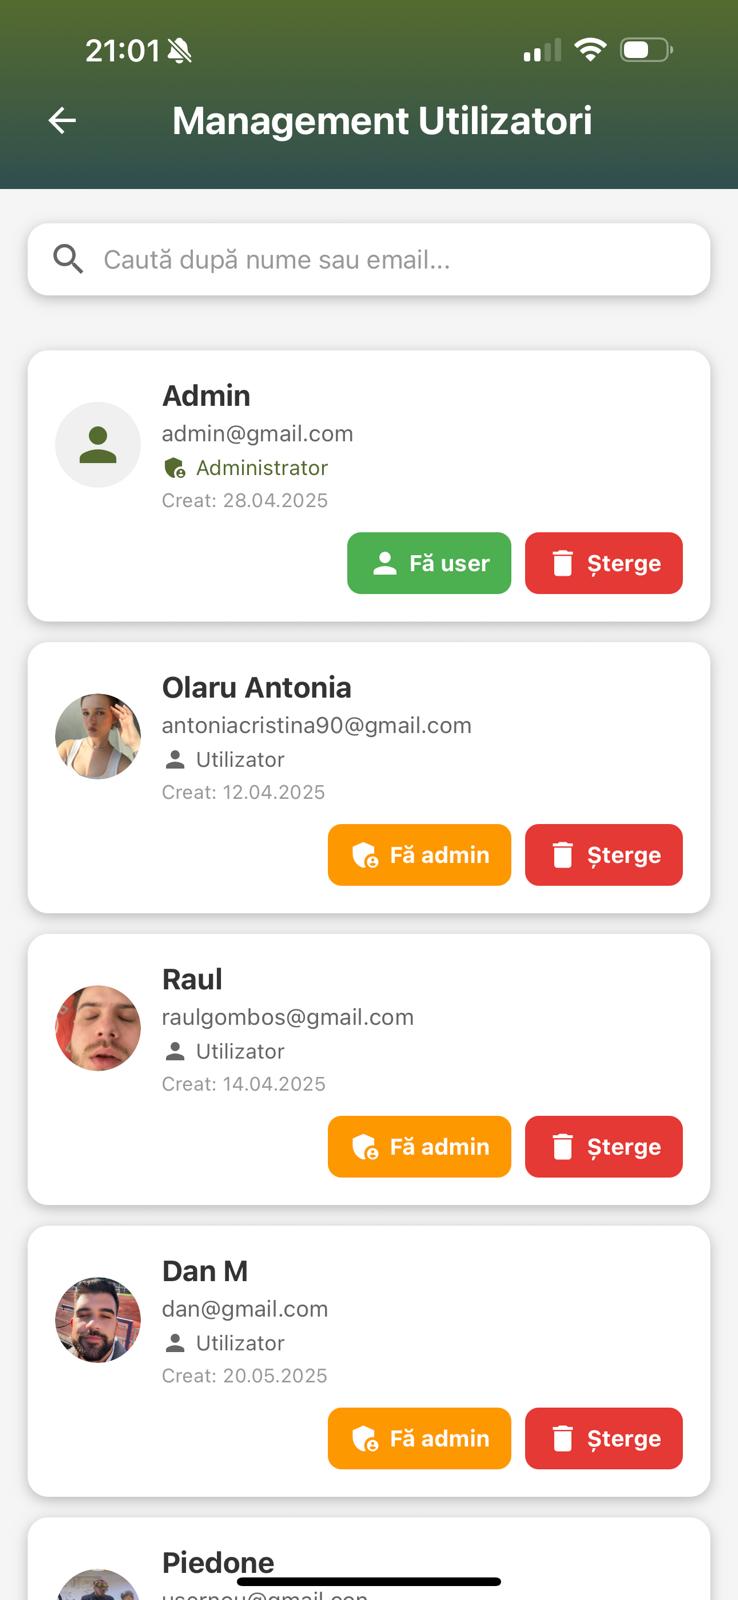 21:01
Management Utilizatori
Caută după nume sau email...
Admin
admin@gmail.com
Administrator
Creat: 28.04.2025
Fă user
Șterge
Olaru Antonia
antoniacristina90@gmail.com
Utilizator
Creat: 12.04.2025
Fă admin
Șterge
Raul
raulgombos@gmail.com
Utilizator
Creat: 14.04.2025
Fă admin
Șterge
Dan M
dan@gmail.com
Utilizator
Creat: 20.05.2025
Fă admin
Șterge
Piedone